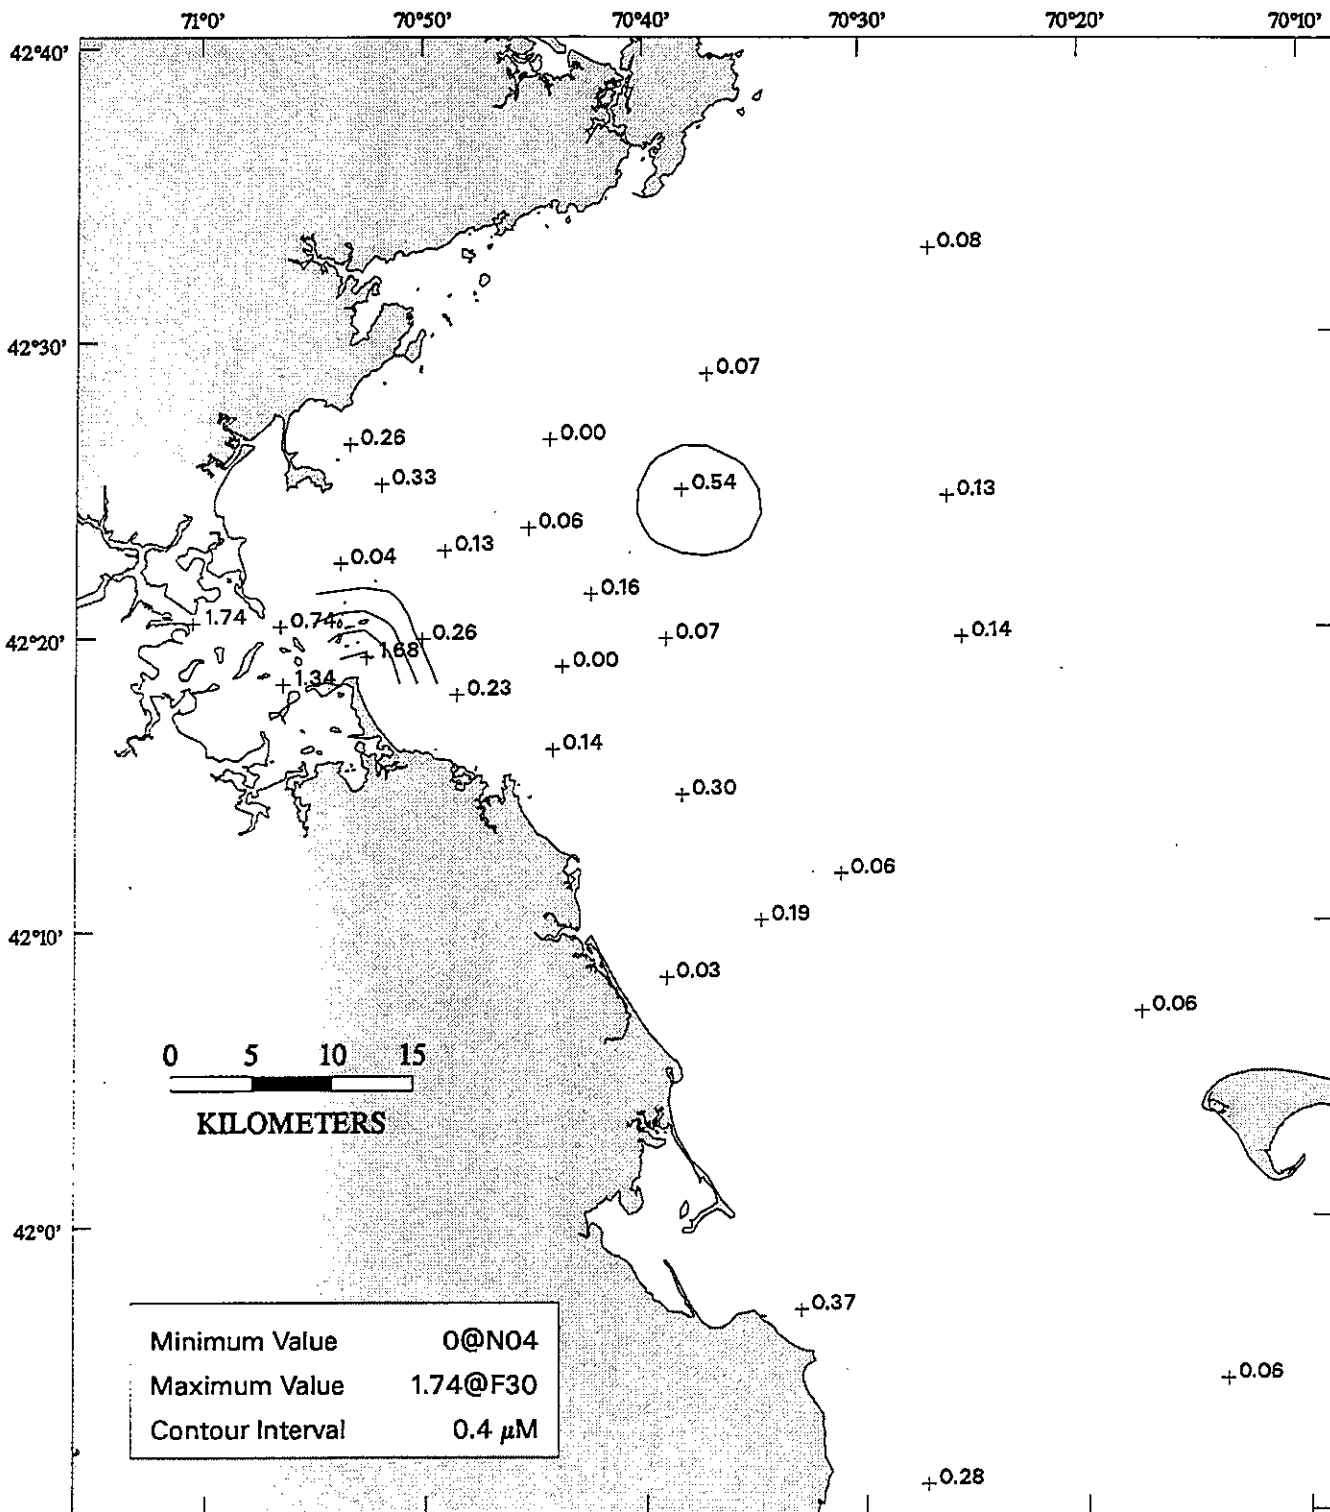 71°0' 70°50' 70°40' 70°30' 70°20' 70°10'
42°40'
+0.08
42°30'
+0.07
+0.26 +0.00
+0.33 +0.54 +0.13
+0.06
+0.13
+0.04
+0.16
+1.74 +0.74
42°20' +0.26 +0.07 +0.14
+1.68 +0.00
+1.34 +0.23
+0.14
+0.30
+0.06
+0.19
42°10'
+0.03
+0.06
0 5 10 15
KILOMETERS
42°0'
+0.37
Minimum Value 0@N04
Maximum Value 1.74@F30
Contour Interval 0.4 µM
+0.28